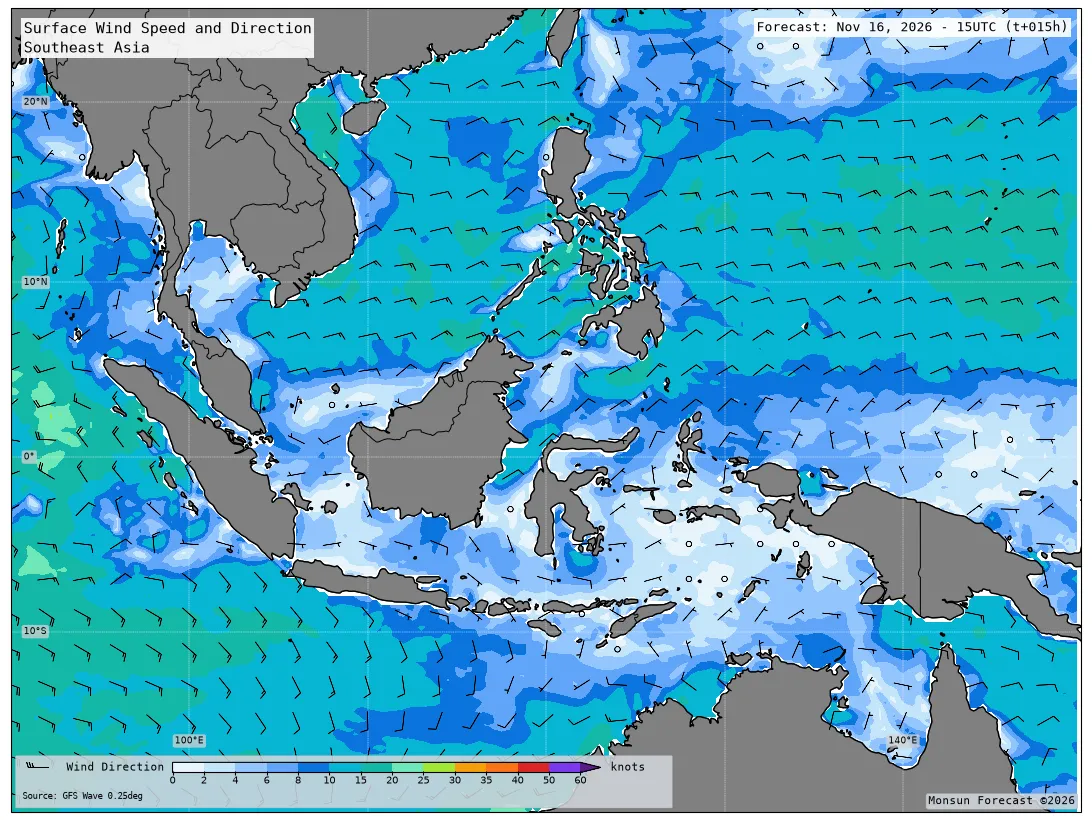 Surface Wind Speed and Direction
Southeast Asia
Forecast: Nov 16, 2026 - 15UTC (t+015h)
20°N
10°N
0°
10°S
100°E
140°E
Wind Direction
0 2 4 6 8 10 15 20 25 30 35 40 50 60
knots
Source: GFS Wave 0.25deg
Monsun Forecast ©2026